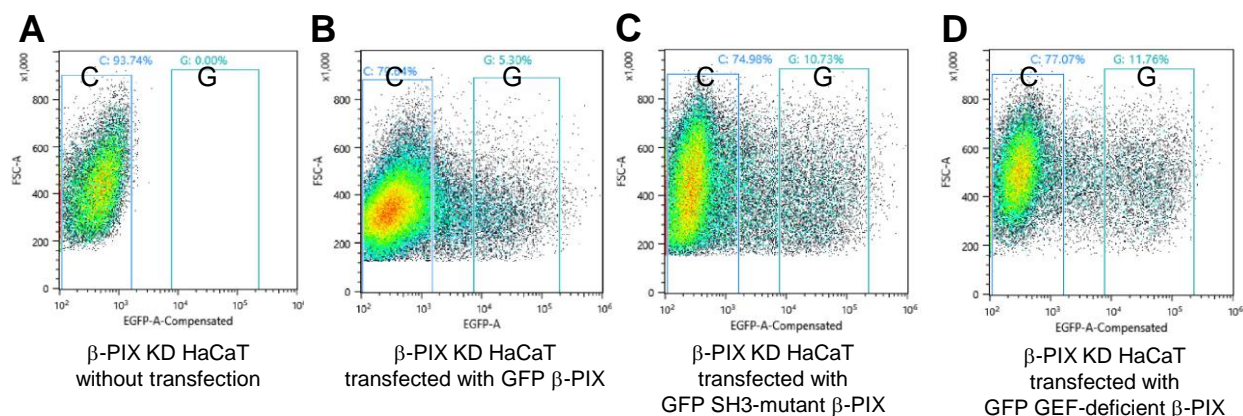 A
B
C
D
C: 93.74%
G: 0.00%
C
G
x1,000
800
600
400
200
0
FSC-A
10² 10³ 10⁴ 10⁵
EGFP-A-Compensated
β-PIX KD HaCaT
without transfection
G: 5.30%
C
G
x1,000
800
600
400
200
0
FSC-A
10² 10³ 10⁴ 10⁵ 10⁶
EGFP-A
β-PIX KD HaCaT
transfected with GFP β-PIX
C: 74.98%
G: 10.73%
C
G
x1,000
800
600
400
200
0
FSC-A
10² 10³ 10⁴ 10⁵ 10⁶
EGFP-A-Compensated
β-PIX KD HaCaT
transfected with
GFP SH3-mutant β-PIX
C: 77.07%
G: 11.76%
C
G
x1,000
800
600
400
200
0
FSC-A
10² 10³ 10⁴ 10⁵ 10⁶
EGFP-A-Compensated
β-PIX KD HaCaT
transfected with
GFP GEF-deficient β-PIX